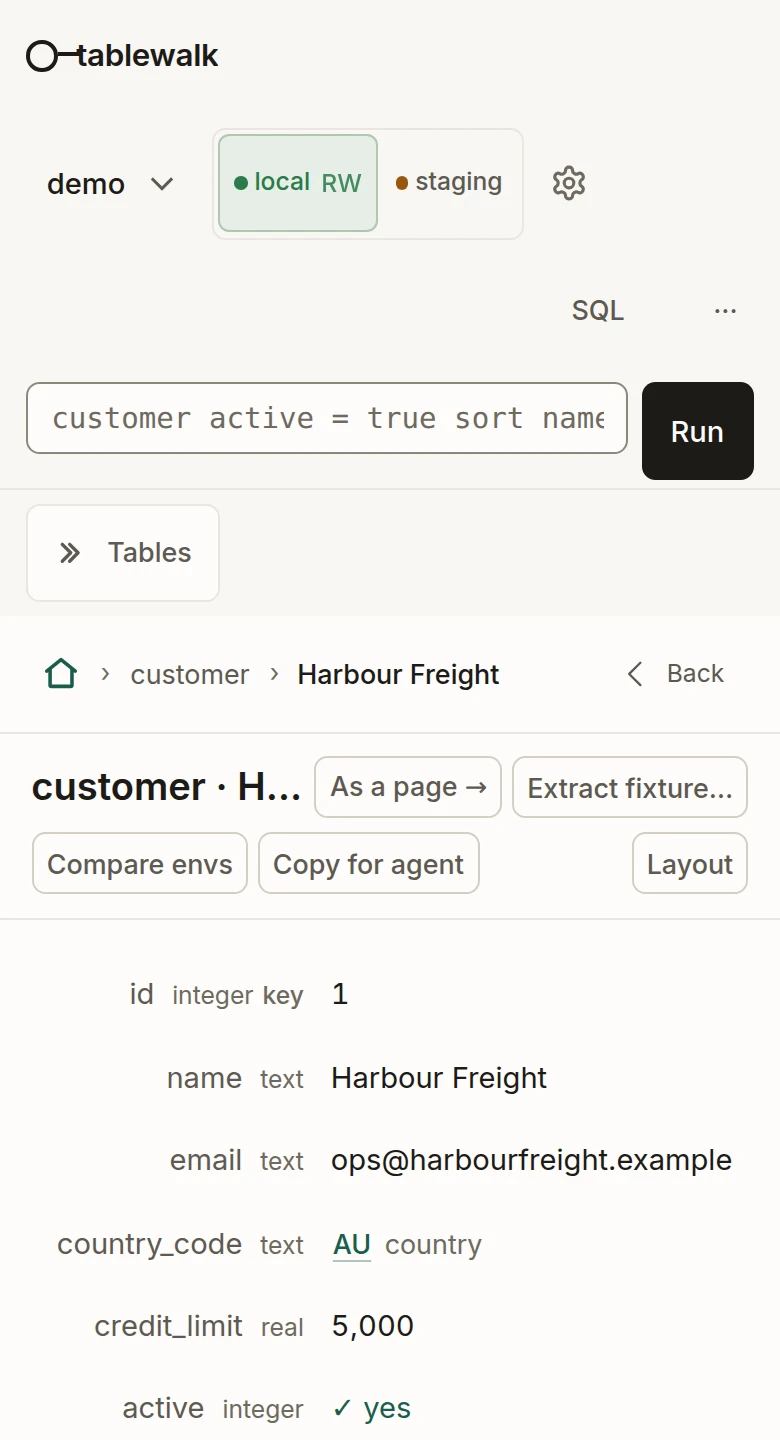 tablewalk
demo local RW staging
SQL ...
customer active = true sort name
Run
Tables
› customer › Harbour Freight Back
customer · H... As a page → Extract fixture...
Compare envs Copy for agent Layout
id integer key 1
name text Harbour Freight
email text ops@harbourfreight.example
country_code text AU country
credit_limit real 5,000
active integer ✓ yes